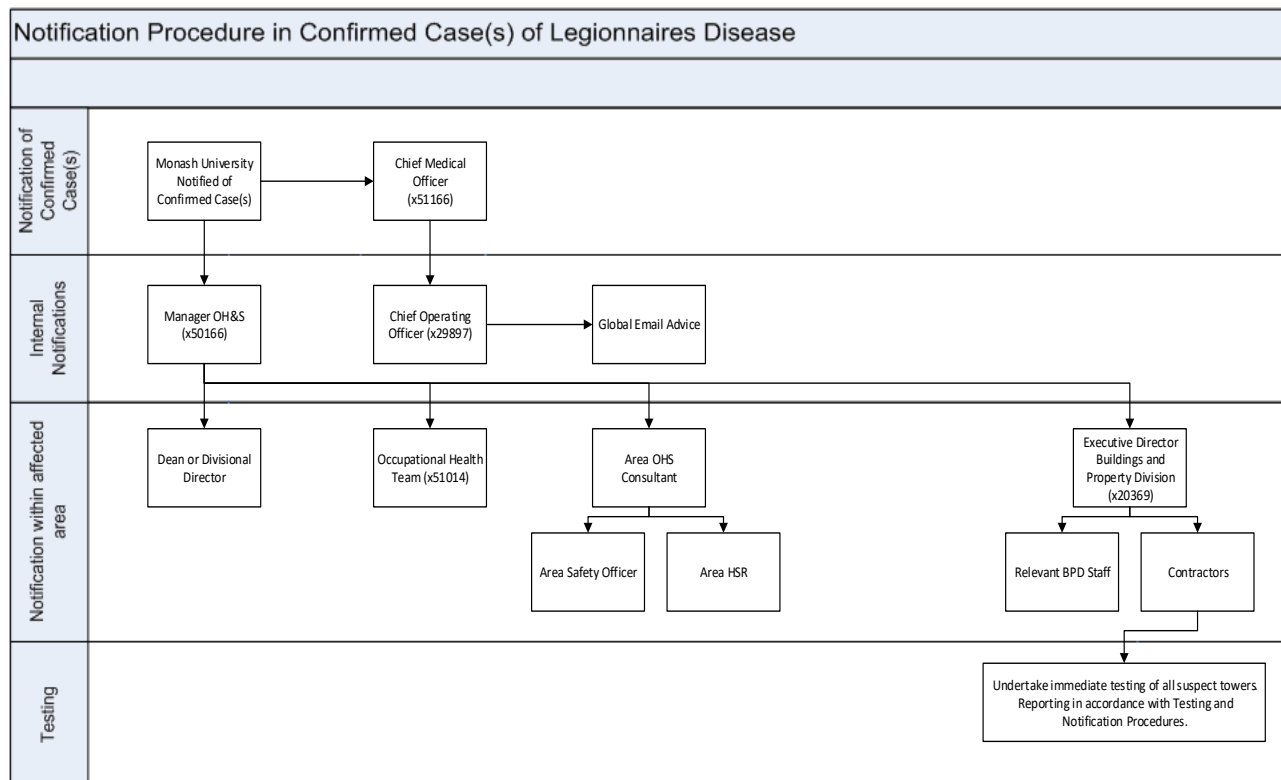 Notification Procedure in Confirmed Case(s) of Legionnaires Disease
Notification of
Confirmed
Case(s)
Monash University
Notified of
Confirmed Case(s)
Chief Medical
Officer
(x51166)
Internal
Notifications
Manager OH&S
(x50166)
Chief Operating
Officer (x29897)
Global Email Advice
Notification within affected
area
Dean or Divisional
Director
Occupational Health
Team (x51014)
Area OHS
Consultant
Executive Director
Buildings and
Property Division
(x20369)
Area Safety Officer
Area HSR
Relevant BPD Staff
Contractors
Testing
Undertake immediate testing of all suspect towers.
Reporting in accordance with Testing and
Notification Procedures.